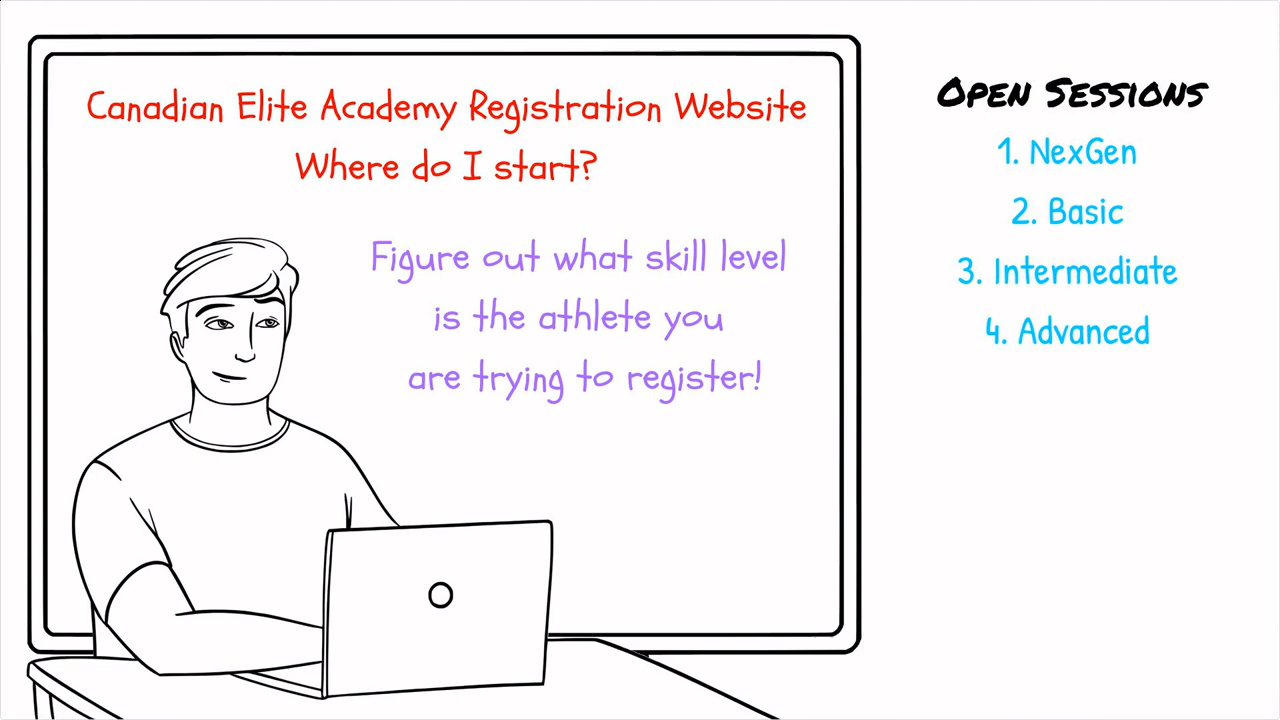 Canadian Elite Academy Registration Website
Where do I start?
Figure out what skill level
is the athlete you
are trying to register!
Open Sessions
1. NexGen
2. Basic
3. Intermediate
4. Advanced